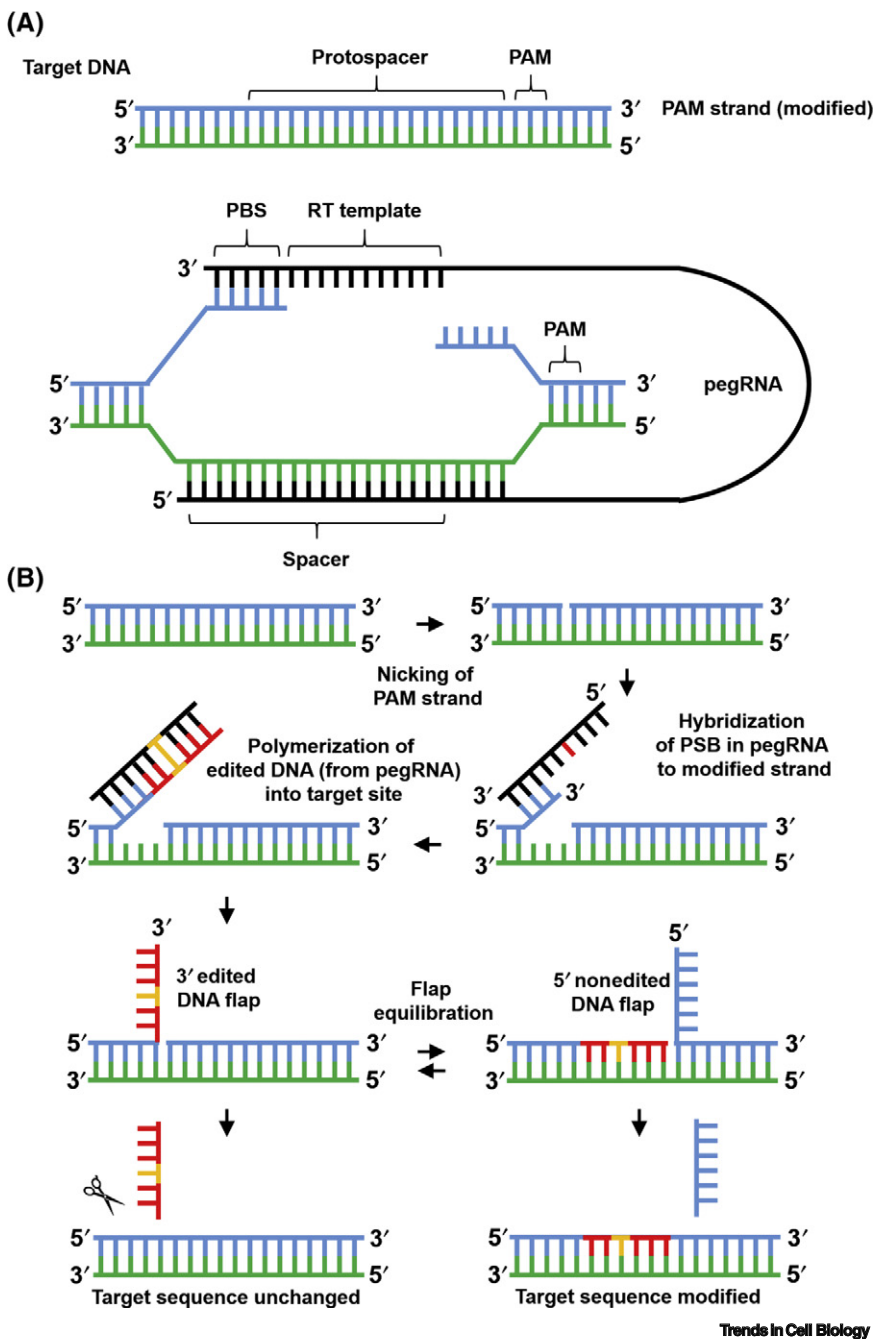 (A)
Target DNA
Protospacer
PAM
5′
3′
PAM strand (modified)
3′
5′
PBS
RT template
3′
PAM
5′
3′
pegRNA
3′
5′
5′
Spacer
(B)
5′
3′
5′
3′
3′
5′
3′
5′
Nicking of
PAM strand
5′
Hybridization
of PSB in pegRNA
to modified strand
Polymerization of
edited DNA (from pegRNA)
into target site
3′
3′
5′
3′
5′
3′
3′
5′
3′
5′
3′
5′
3′ edited
DNA flap
5′ nonedited
DNA flap
Flap
equilibration
5′
3′
5′
3′
3′
5′
3′
5′
5′
3′
5′
3′
3′
5′
3′
5′
Target sequence unchanged
Target sequence modified
Trends in Cell Biology